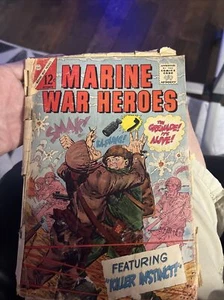 12¢
MARINE
WAR HEROES
SMAK!
THE
GRENADE!
IT'S
ALIVE!
FEATURING
"KILLER INSTINCT!"